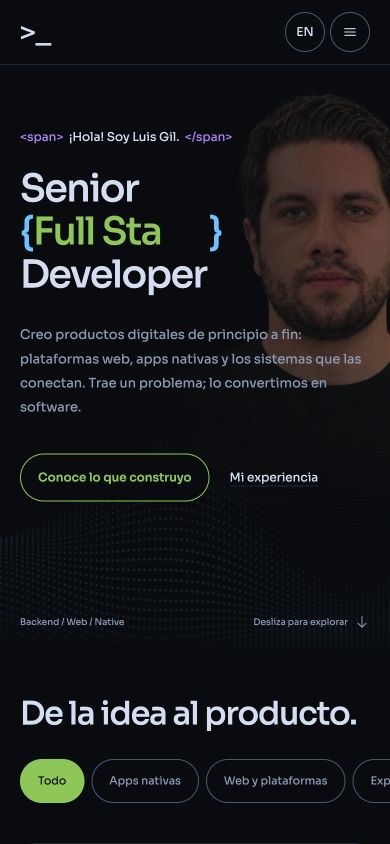 >_
EN
<span> ¡Hola! Soy Luis Gil. </span>
Senior
{Full Sta }
Developer
Creo productos digitales de principio a fin:
plataformas web, apps nativas y los sistemas que las
conectan. Trae un problema; lo convertimos en
software.
Conoce lo que construyo
Mi experiencia
Backend / Web / Native
Desliza para explorar
De la idea al producto.
Todo
Apps nativas
Web y plataformas
Exp